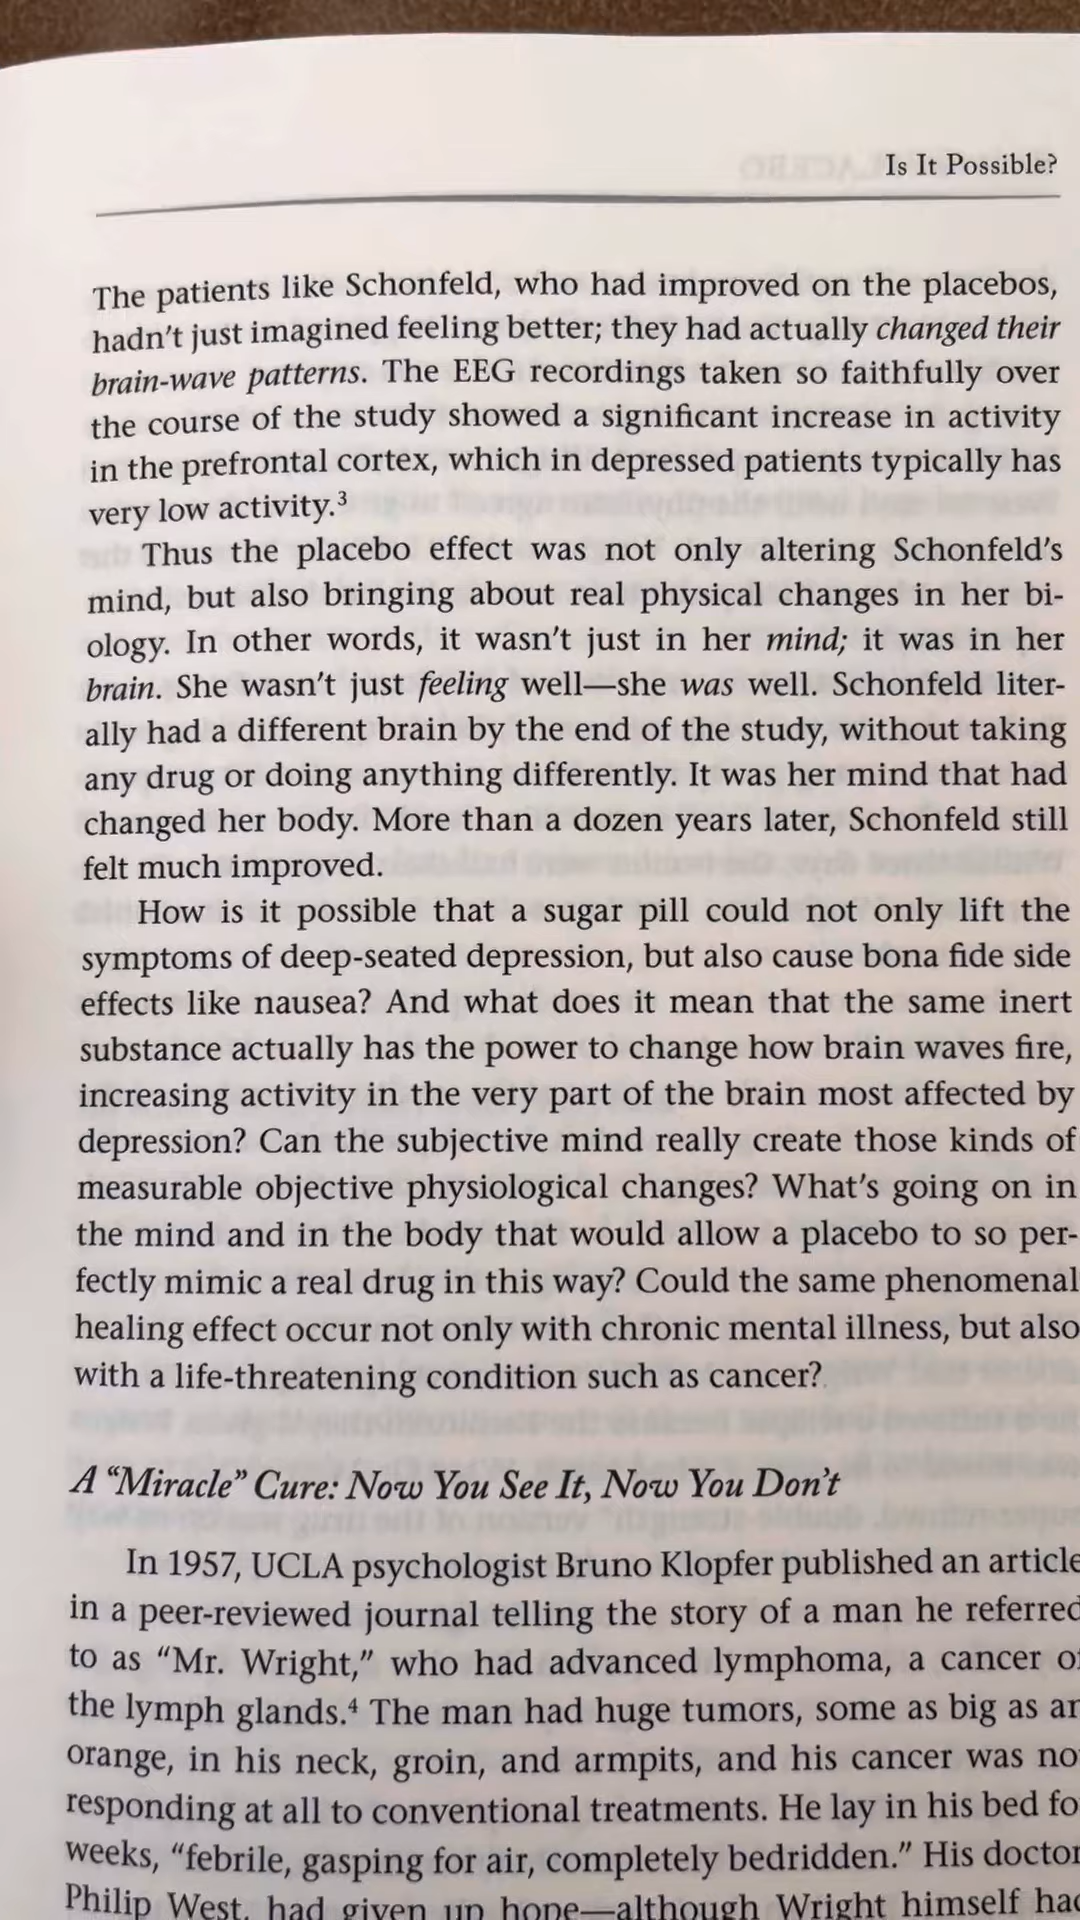 Is It Possible?
The patients like Schonfeld, who had improved on the placebos,
hadn't just imagined feeling better; they had actually changed their
brain-wave patterns. The EEG recordings taken so faithfully over
the course of the study showed a significant increase in activity
in the prefrontal cortex, which in depressed patients typically has
very low activity.³
Thus the placebo effect was not only altering Schonfeld's
mind, but also bringing about real physical changes in her bi-
ology. In other words, it wasn't just in her mind; it was in her
brain. She wasn't just feeling well—she was well. Schonfeld liter-
ally had a different brain by the end of the study, without taking
any drug or doing anything differently. It was her mind that had
changed her body. More than a dozen years later, Schonfeld still
felt much improved.
How is it possible that a sugar pill could not only lift the
symptoms of deep-seated depression, but also cause bona fide side
effects like nausea? And what does it mean that the same inert
substance actually has the power to change how brain waves fire,
increasing activity in the very part of the brain most affected by
depression? Can the subjective mind really create those kinds of
measurable objective physiological changes? What's going on in
the mind and in the body that would allow a placebo to so per-
fectly mimic a real drug in this way? Could the same phenomenal
healing effect occur not only with chronic mental illness, but also
with a life-threatening condition such as cancer?
A “Miracle” Cure: Now You See It, Now You Don't
In 1957, UCLA psychologist Bruno Klopfer published an article
in a peer-reviewed journal telling the story of a man he referred
to as “Mr. Wright,” who had advanced lymphoma, a cancer of
the lymph glands.⁴ The man had huge tumors, some as big as an
orange, in his neck, groin, and armpits, and his cancer was no
responding at all to conventional treatments. He lay in his bed fo
weeks, “febrile, gasping for air, completely bedridden.” His doctor
Philip West, had given up hope—although Wright himself had